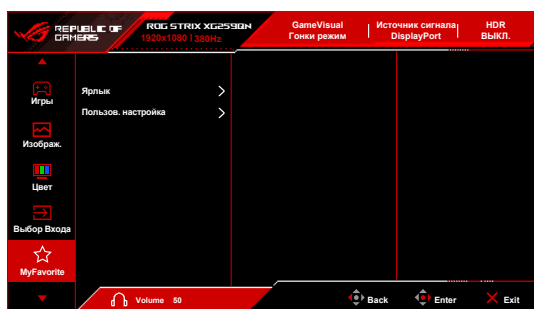 REPUBLIC OF
GAMERS
ROG STRIX XG259QN
1920x1080 | 380Hz
GameVisual
Гонки режим
Источник сигнала
DisplayPort
HDR
ВЫКЛ.
Игры
Ярлык
Пользов. настройка
Изображ.
Цвет
Выбор Входа
MyFavorite
Volume 50
Back
Enter
Exit